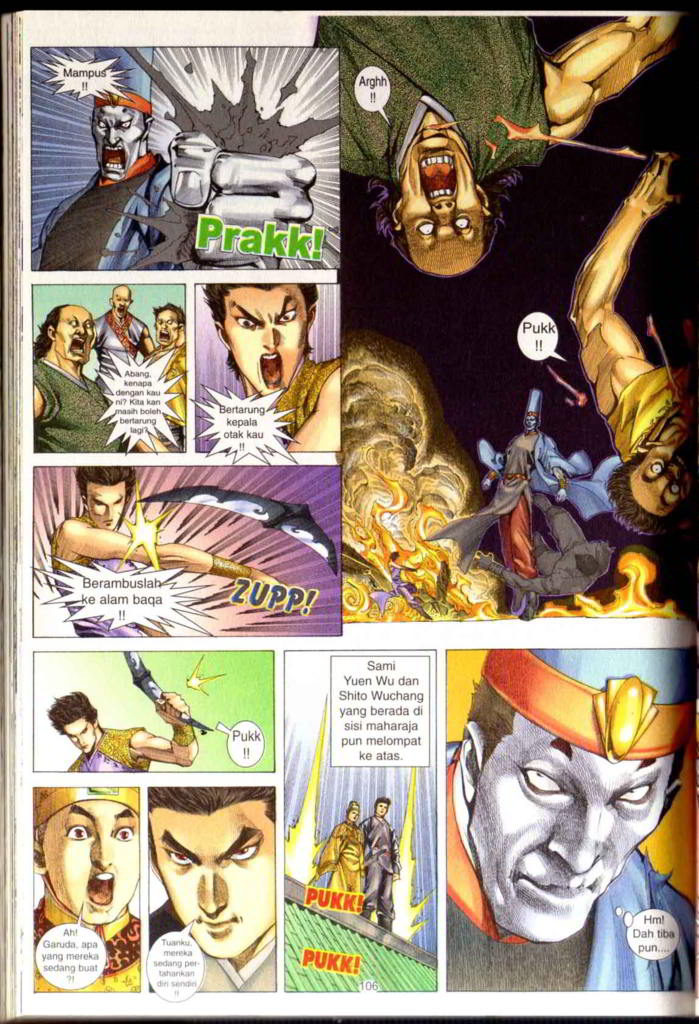 Mampus
!!
Prakk!
Arghh
!!
Pukk
!!
Abang,
kenapa
dengan kau
ni? Kita kan
masih boleh
bertarung
lagi?
Bertarung
kepala
otak kau
!!
Berambuslah
ke alam baqa
!!
ZUPP!
Pukk
!!
Ah!
Garuda, apa
yang mereka
sedang buat
?!
Tuanku,
mereka
sedang per-
tahankan
diri sendiri
!!
Sami
Yuen Wu dan
Shito Wuchang
yang berada di
sisi maharaja
pun melompat
ke atas.
PUKK!
PUKK!
Hm!
Dah tiba
pun....
106